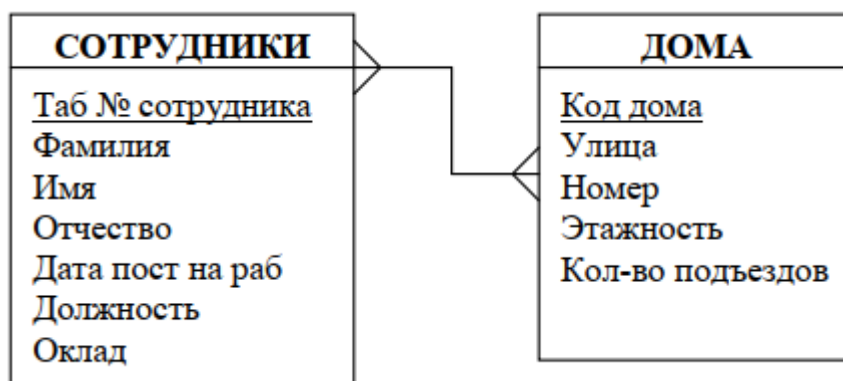 СОТРУДНИКИ
Таб № сотрудника
Фамилия
Имя
Отчество
Дата пост на раб
Должность
Оклад
ДОМА
Код дома
Улица
Номер
Этажность
Кол-во подъездов